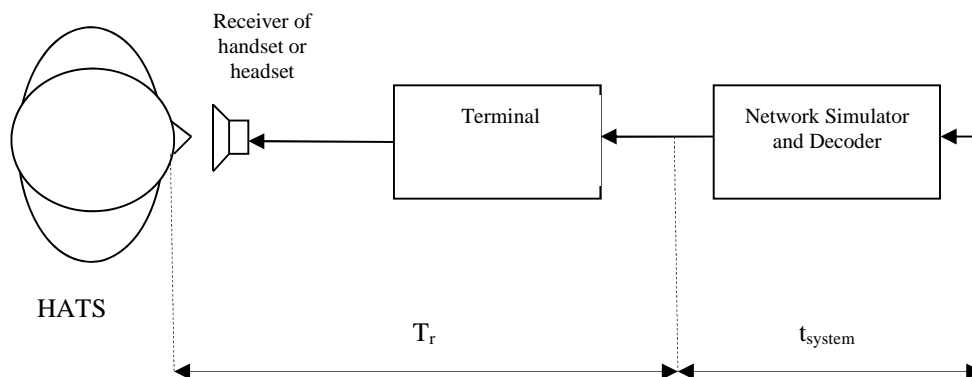 Receiver of
handset or
headset
Terminal
Network Simulator
and Decoder
HATS
Tr
tsystem